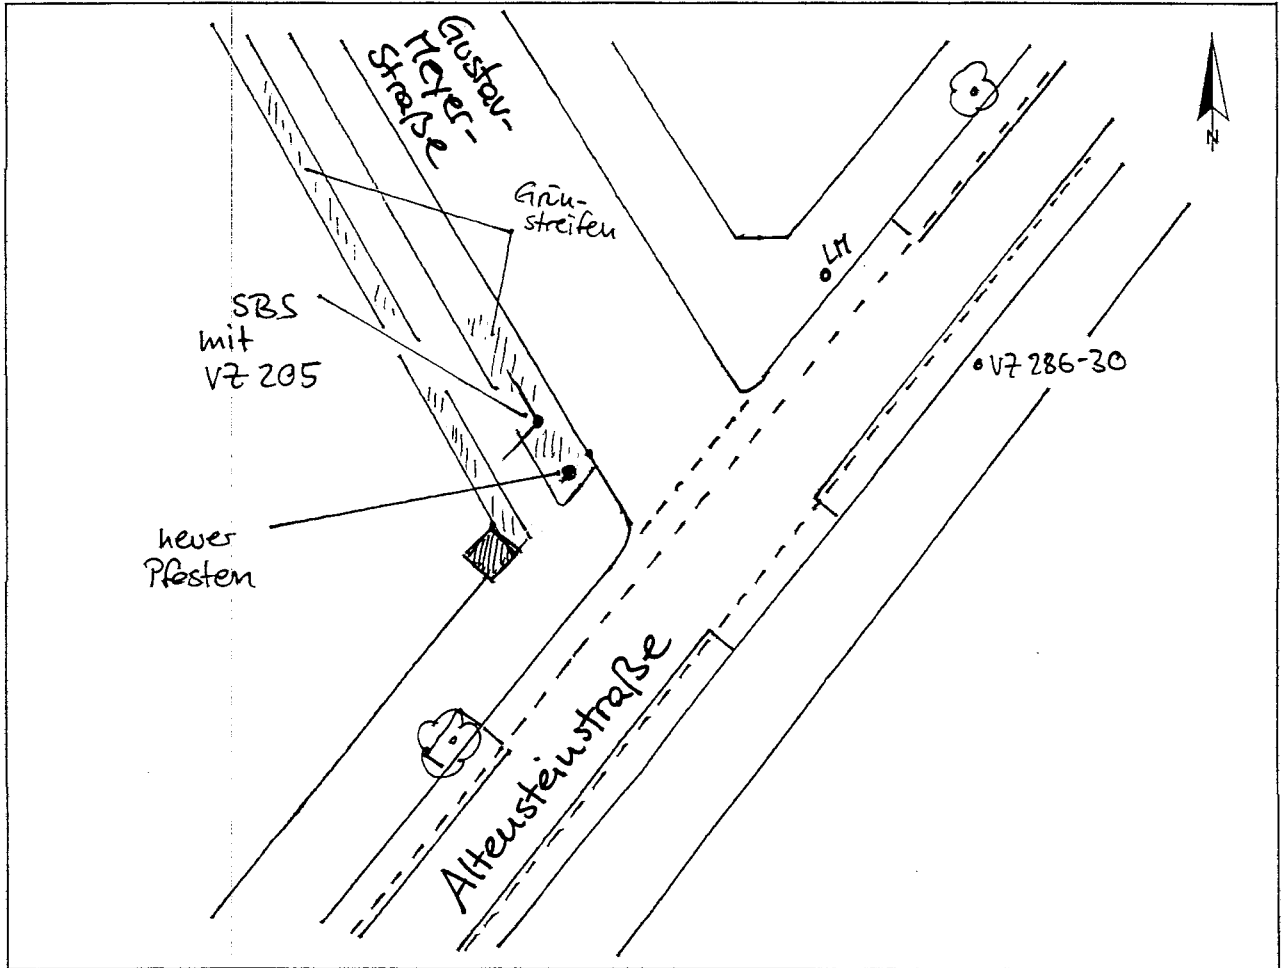 Gustav-
Meyer-
Straße
N
Grün-
streifen
LM
SBS
mit
VZ 205
VZ 286-30
neuer
Pfosten
Altensteinstraße